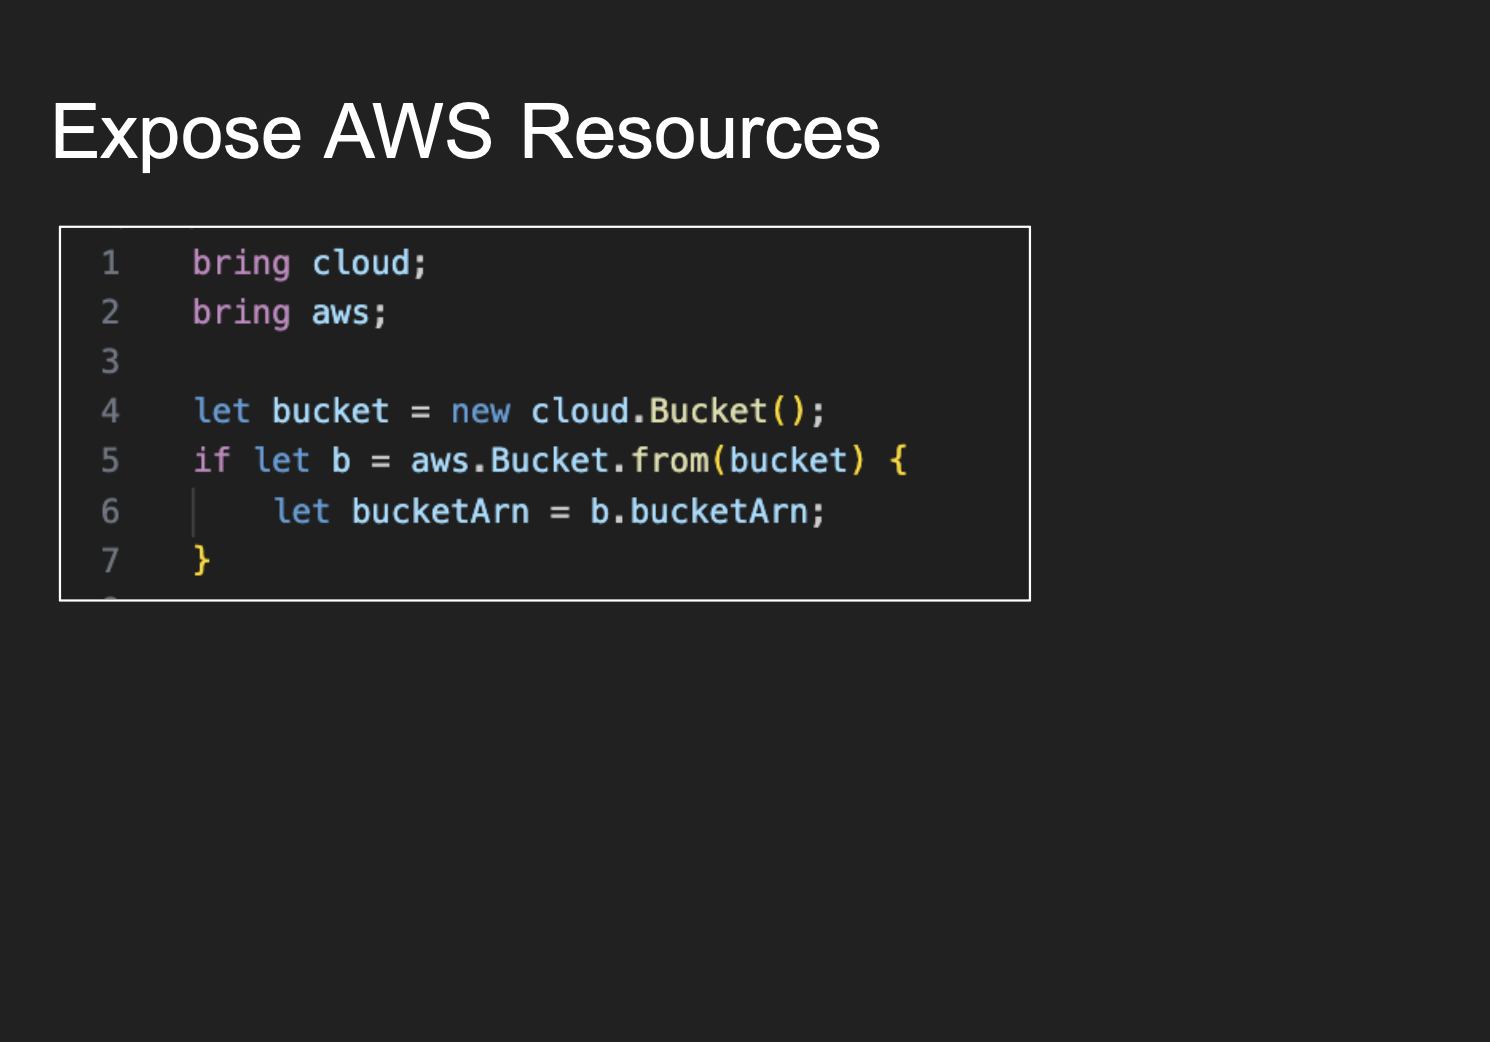 Expose AWS Resources
1 bring cloud;
2 bring aws;
3
4 let bucket = new cloud.Bucket();
5 if let b = aws.Bucket.from(bucket) {
6     let bucketArn = b.bucketArn;
7 }